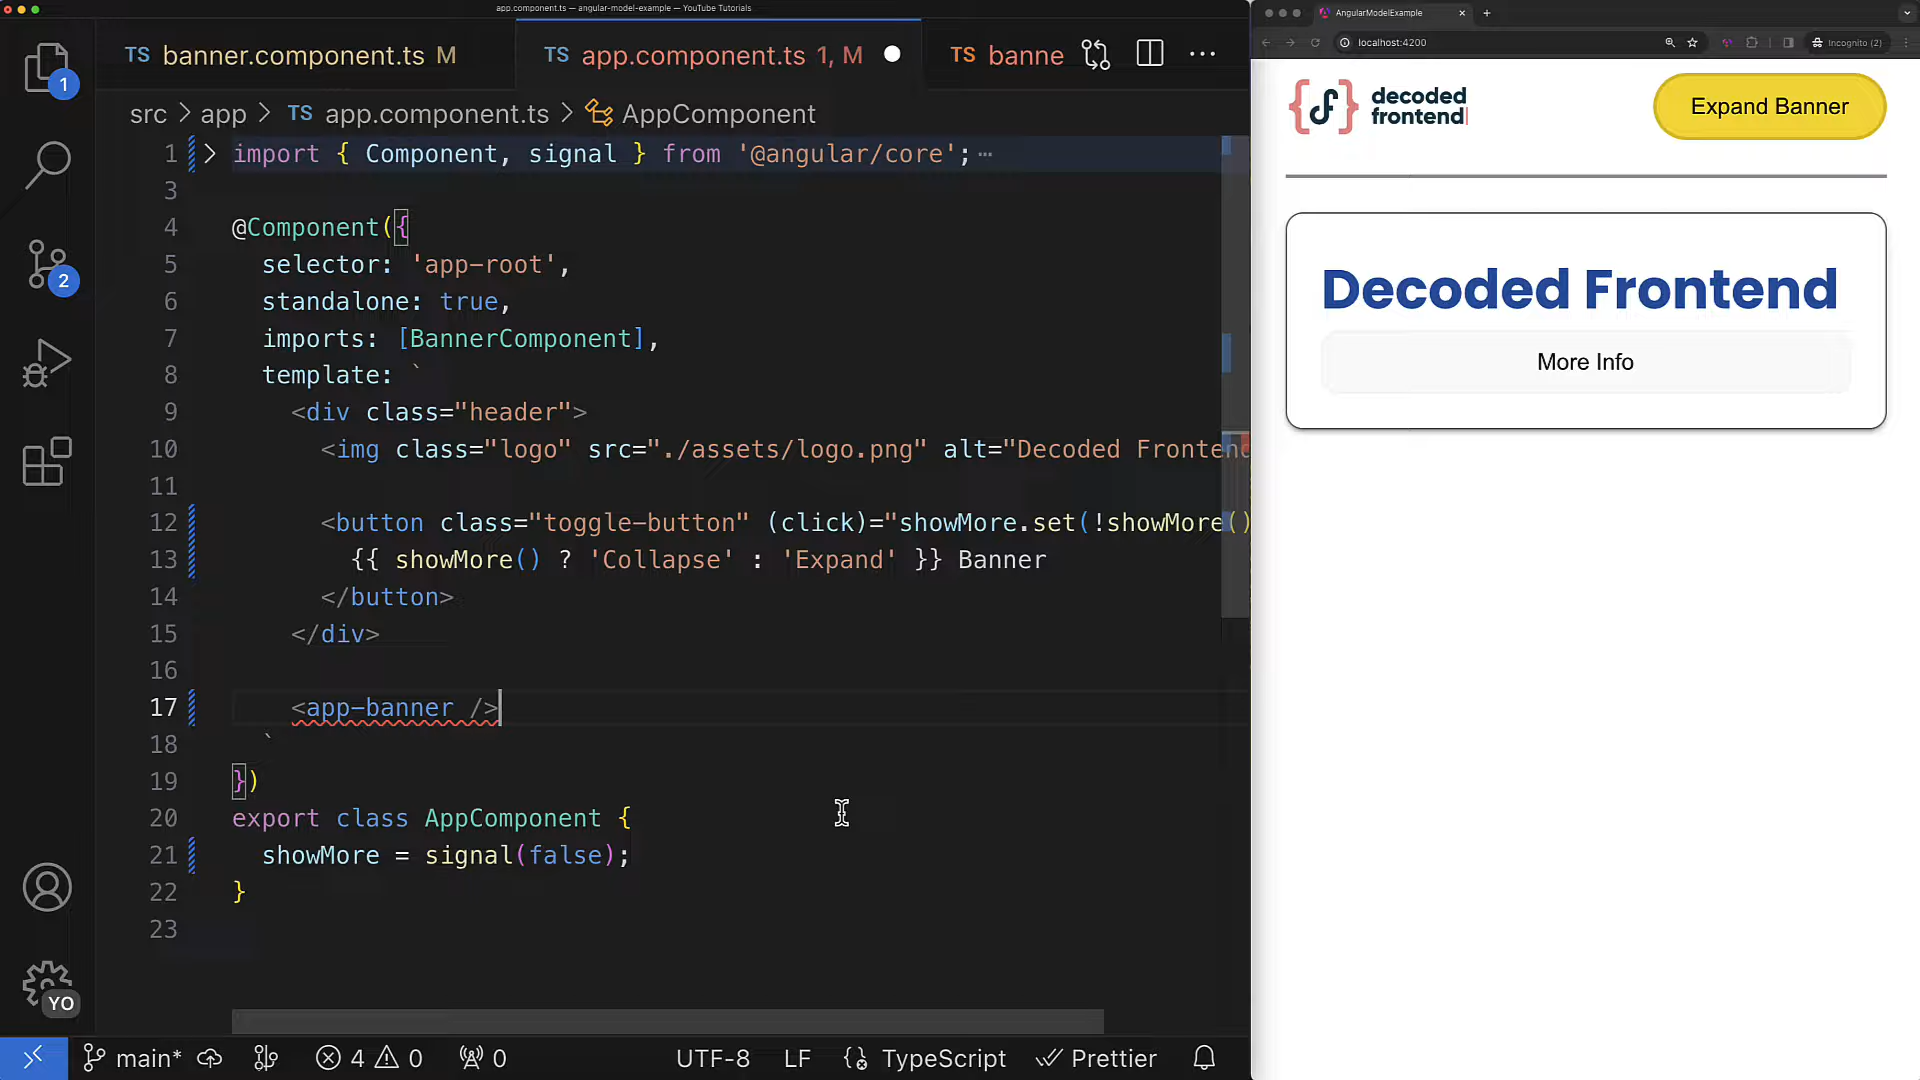 app.component.ts — angular-model-example — YouTube Tutorials
TS banner.component.ts M
TS app.component.ts 1, M
TS banne
src > app > TS app.component.ts > AppComponent
1 import { Component, signal } from '@angular/core';
3
4 @Component({
5 selector: 'app-root',
6 standalone: true,
7 imports: [BannerComponent],
8 template: `
9 <div class="header">
10 <img class="logo" src="./assets/logo.png" alt="Decoded Frontend
11
12 <button class="toggle-button" (click)="showMore.set(!showMore()
13 {{ showMore() ? 'Collapse' : 'Expand' }} Banner
14 </button>
15 </div>
16
17 <app-banner />
18 `
19 })
20 export class AppComponent {
21 showMore = signal(false);
22 }
23
1
2
YO
main*
4
0
0
UTF-8
LF
TypeScript
Prettier
AngularModelExample
localhost:4200
Incognito (2)
decoded
frontend
Expand Banner
Decoded Frontend
More Info